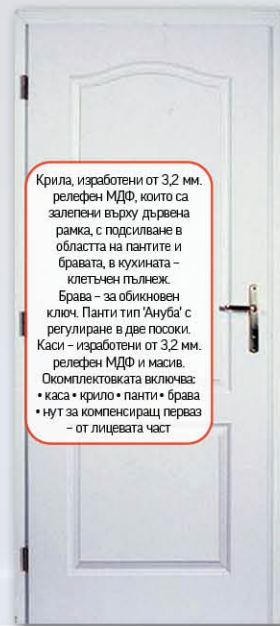 Крила, изработени от 3,2 мм.
релефен МДФ, които са
залепени върху дървена
рамка, с подсилване в
областта на пантите и
бравата, в кухината –
клетъчен пълнеж.
Брава – за обикновен
ключ. Панти тип 'Ануба' с
регулиране в две посоки.
Каси – изработени от 3,2 мм.
релефен МДФ и масив.
Окомплектовката включва:
• каса • крило • панти • брава
• нут за компенсиращ перваз
– от лицевата част